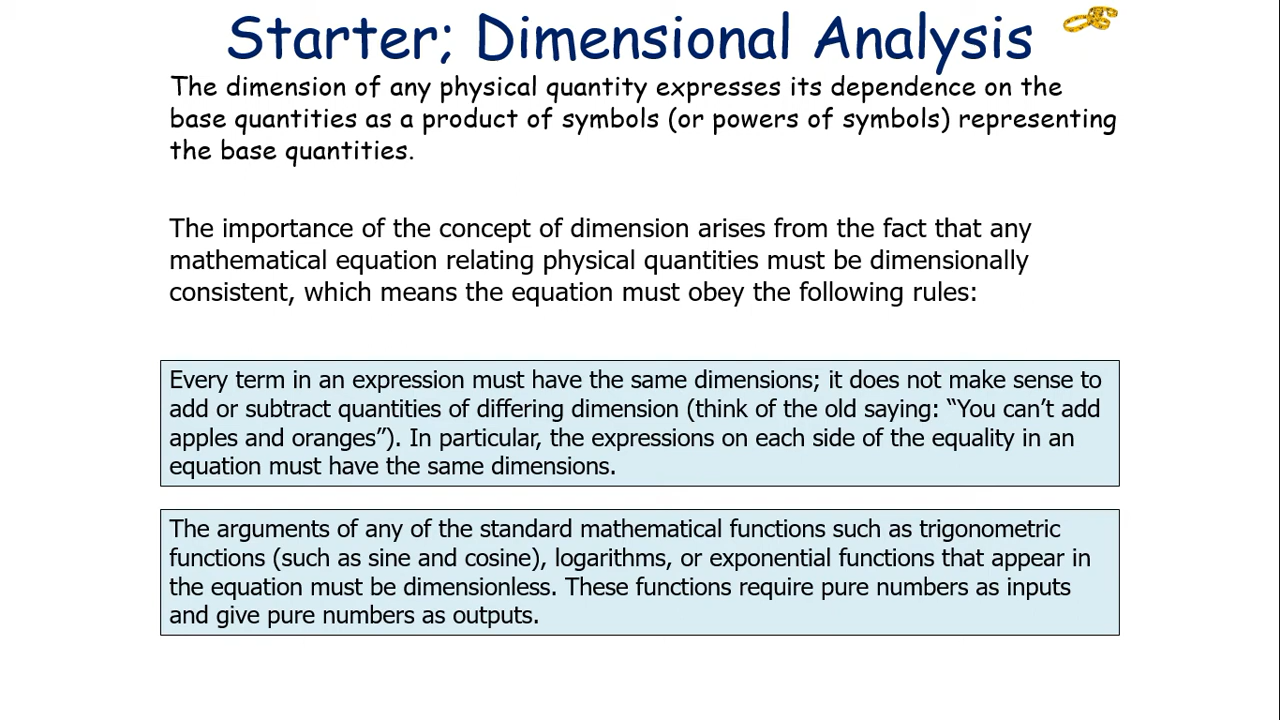 Starter; Dimensional Analysis
The dimension of any physical quantity expresses its dependence on the
base quantities as a product of symbols (or powers of symbols) representing
the base quantities.
The importance of the concept of dimension arises from the fact that any
mathematical equation relating physical quantities must be dimensionally
consistent, which means the equation must obey the following rules:
Every term in an expression must have the same dimensions; it does not make sense to
add or subtract quantities of differing dimension (think of the old saying: “You can’t add
apples and oranges”). In particular, the expressions on each side of the equality in an
equation must have the same dimensions.
The arguments of any of the standard mathematical functions such as trigonometric
functions (such as sine and cosine), logarithms, or exponential functions that appear in
the equation must be dimensionless. These functions require pure numbers as inputs
and give pure numbers as outputs.